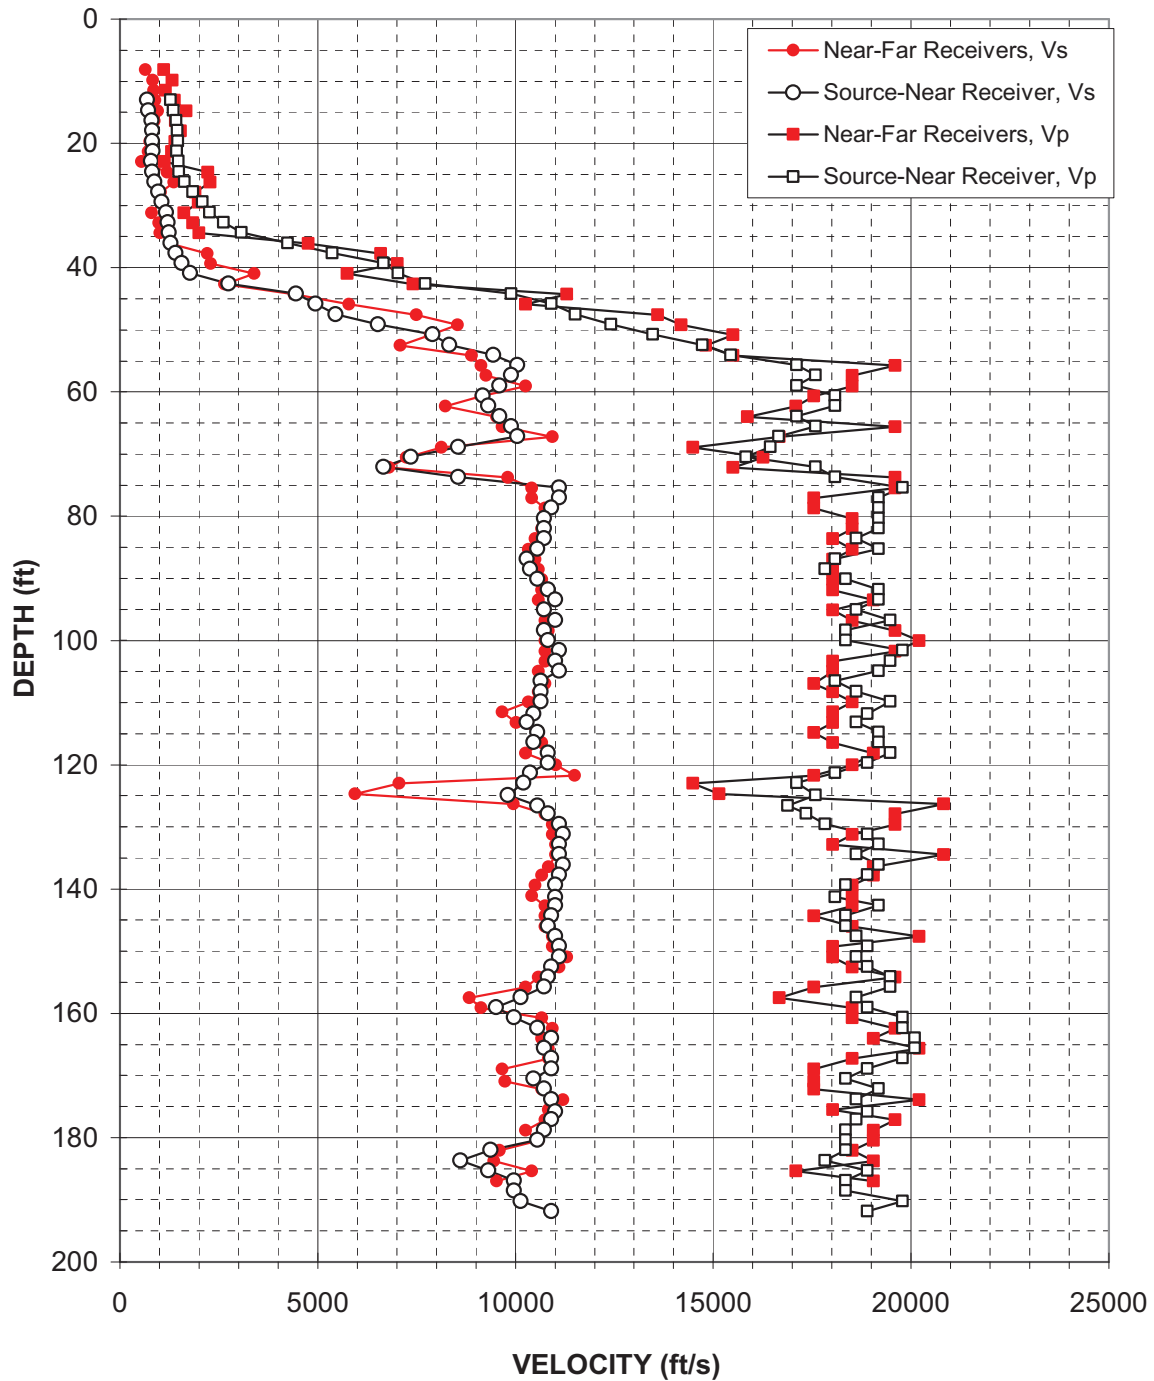 Near-Far Receivers, Vs
Source-Near Receiver, Vs
Near-Far Receivers, Vp
Source-Near Receiver, Vp
0
20
40
60
80
100
120
140
160
180
200
DEPTH (ft)
0 5000 10000 15000 20000 25000
VELOCITY (ft/s)